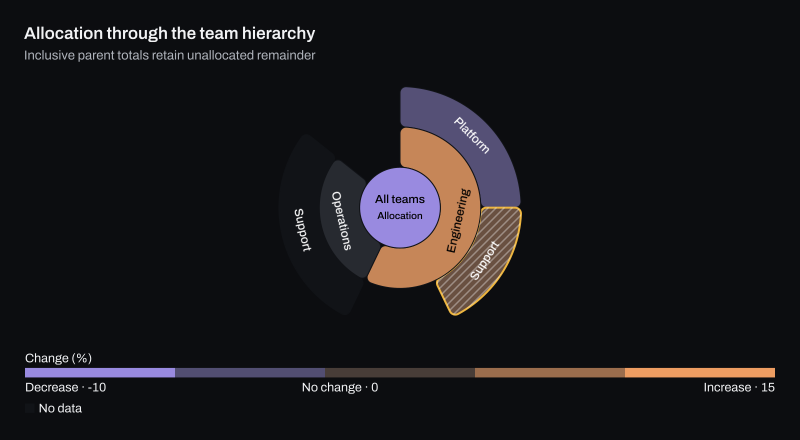 Allocation through the team hierarchy
Inclusive parent totals retain unallocated remainder
Platform
All teams
Allocation
Engineering
Operations
Support
Support
Change (%)
Decrease · -10
No change · 0
Increase · 15
No data